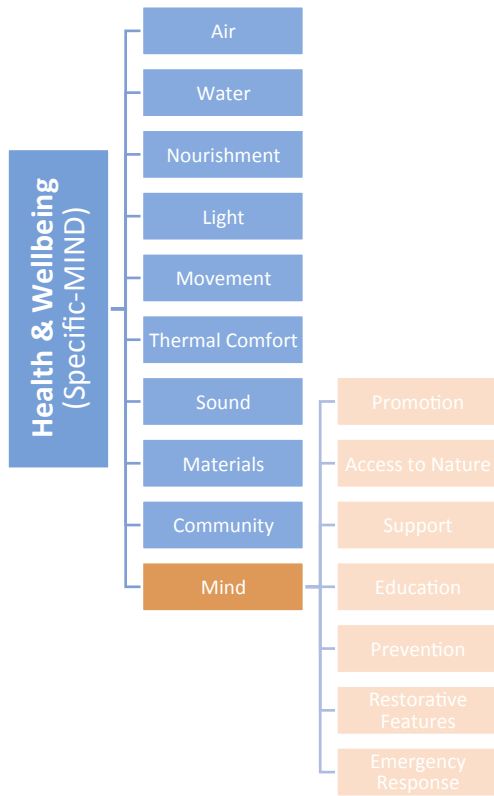 Health & Wellbeing
(Specific-MIND)
Air
Water
Nourishment
Light
Movement
Thermal Comfort
Sound
Materials
Community
Mind
Promotion
Access to Nature
Support
Education
Prevention
Restorative
Features
Emergency
Response